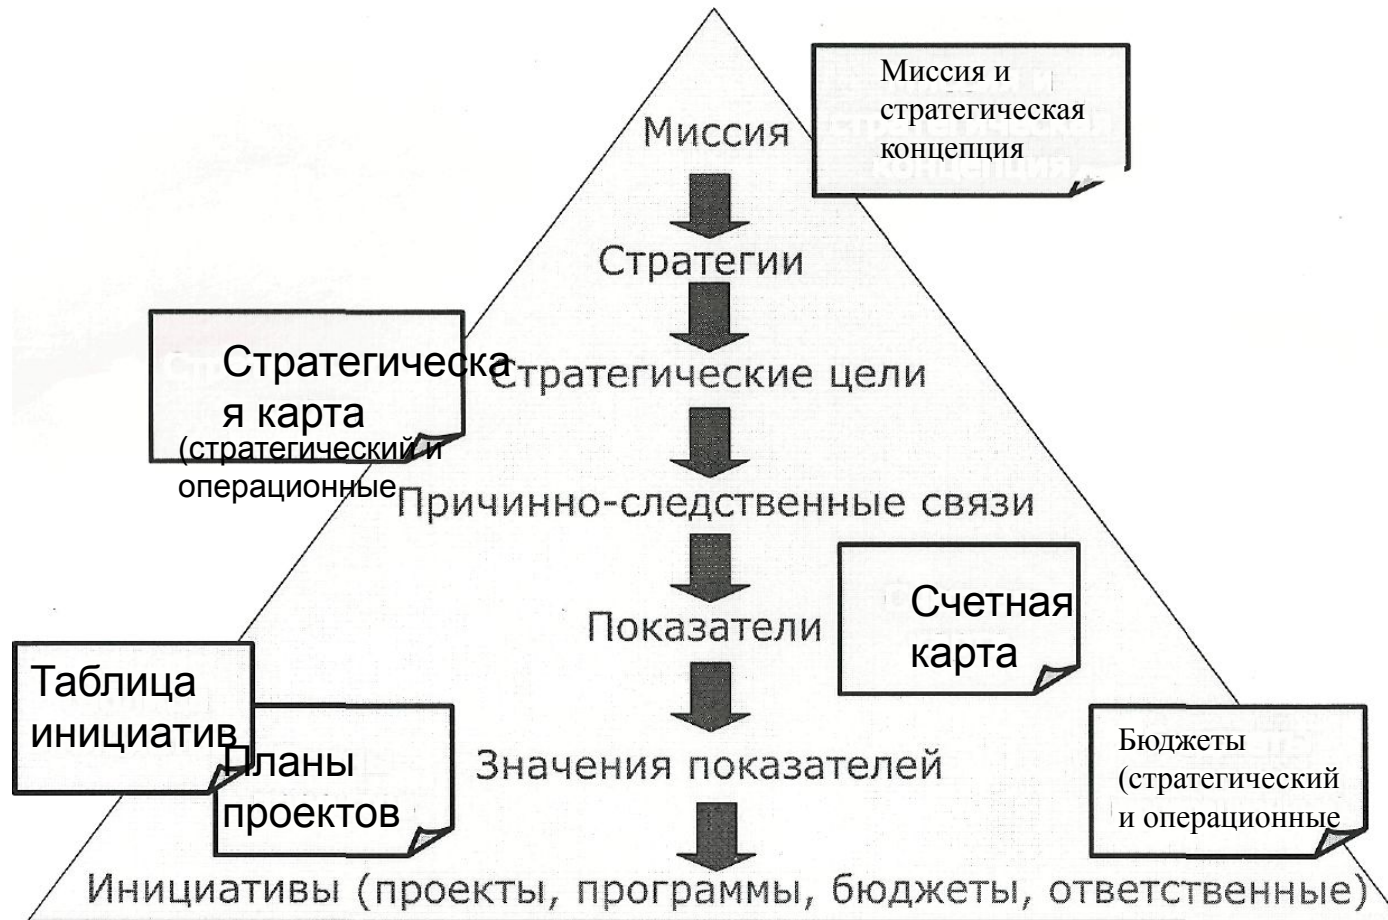 Миссия и
стратегическая
концепция
Миссия
Стратегии
Стратегическа
я карта
(стратегический и
операционные
Стратегические цели
Причинно-следственные связи
Показатели
Счетная
карта
Таблица
инициатив
Планы
проектов
Значения показателей
Бюджеты
(стратегический
и операционные
Инициативы (проекты, программы, бюджеты, ответственные)